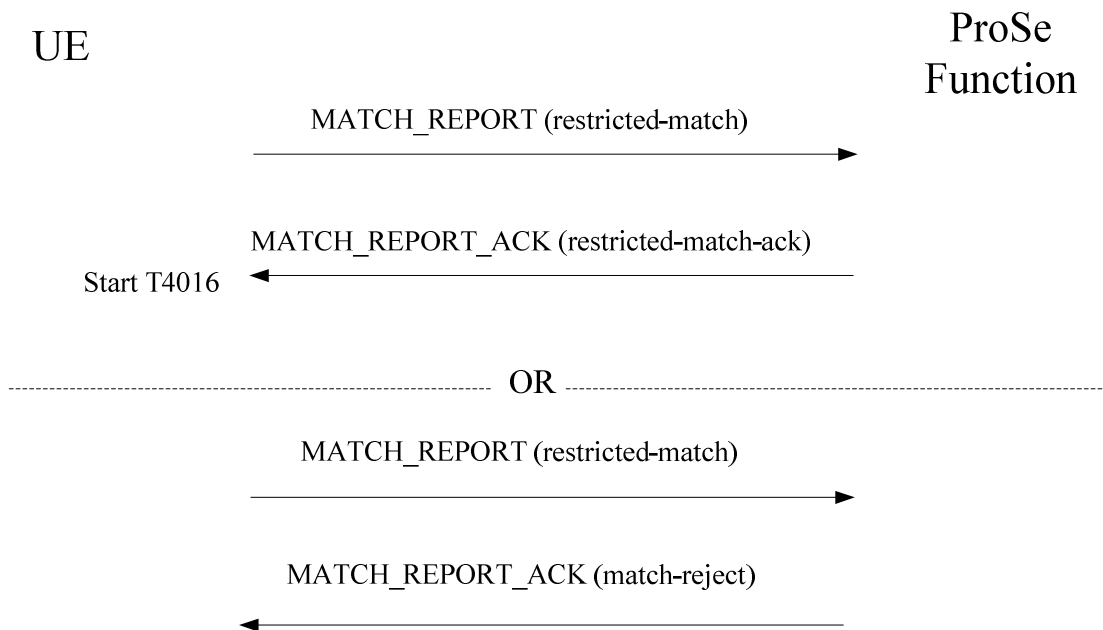 UE
ProSe
Function
MATCH_REPORT (restricted-match)
MATCH_REPORT_ACK (restricted-match-ack)
Start T4016
OR
MATCH_REPORT (restricted-match)
MATCH_REPORT_ACK (match-reject)